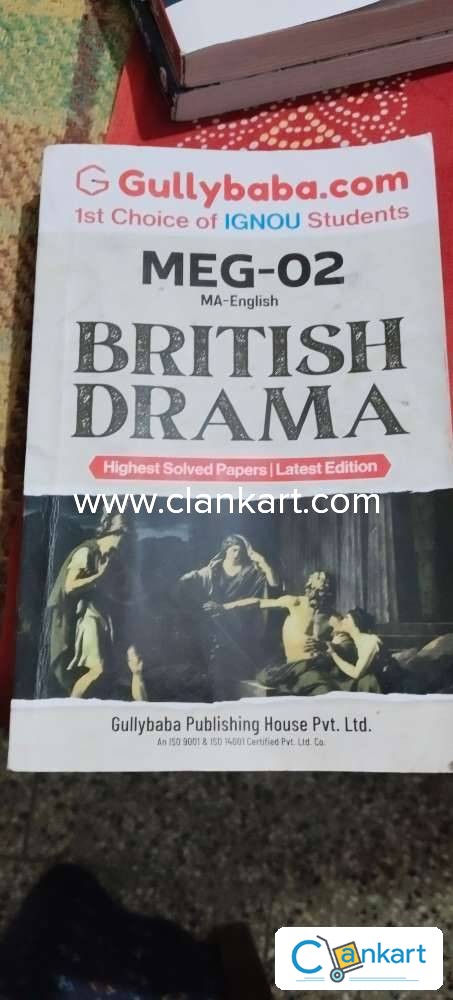 Gullybaba.com
1st Choice of IGNOU Students
MEG-02
MA-English
BRITISH
DRAMA
Highest Solved Papers | Latest Edition
www.clankart.com
Gullybaba Publishing House Pvt. Ltd.
An ISO 9001 & ISO 14001 Certified Pvt. Ltd. Co.
Clankart